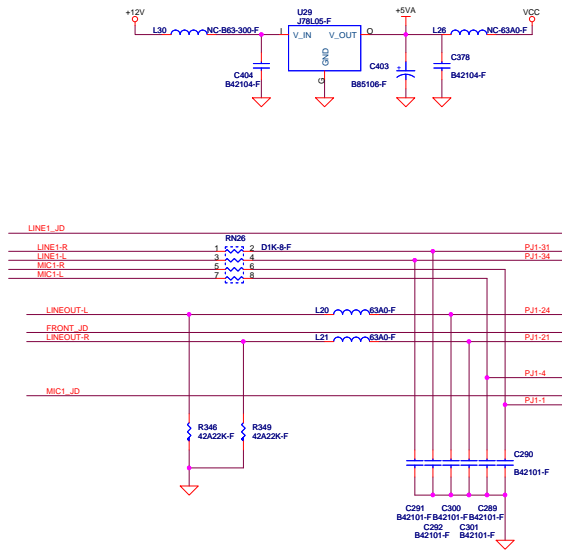 +12V
L30
NC-B63-300-F
U29
J78L05-F
I
V_IN
V_OUT
O
GND
G
+5VA
L26
NC-63A0-F
VCC
C404
B42104-F
C403
+
B85106-F
C378
B42104-F
LINE1_JD
RN26
LINE1-R
1
2
D1K-8-F
PJ1-31
LINE1-L
3
4
PJ1-34
MIC1-R
5
6
MIC1-L
7
8
LINEOUT-L
L20
63A0-F
PJ1-24
FRONT_JD
LINEOUT-R
L21
63A0-F
PJ1-21
PJ1-4
MIC1_JD
PJ1-1
R346
42A22K-F
R349
42A22K-F
C290
B42101-F
C291
B42101-F
C300
B42101-F
C289
B42101-F
C292
B42101-F
C301
B42101-F